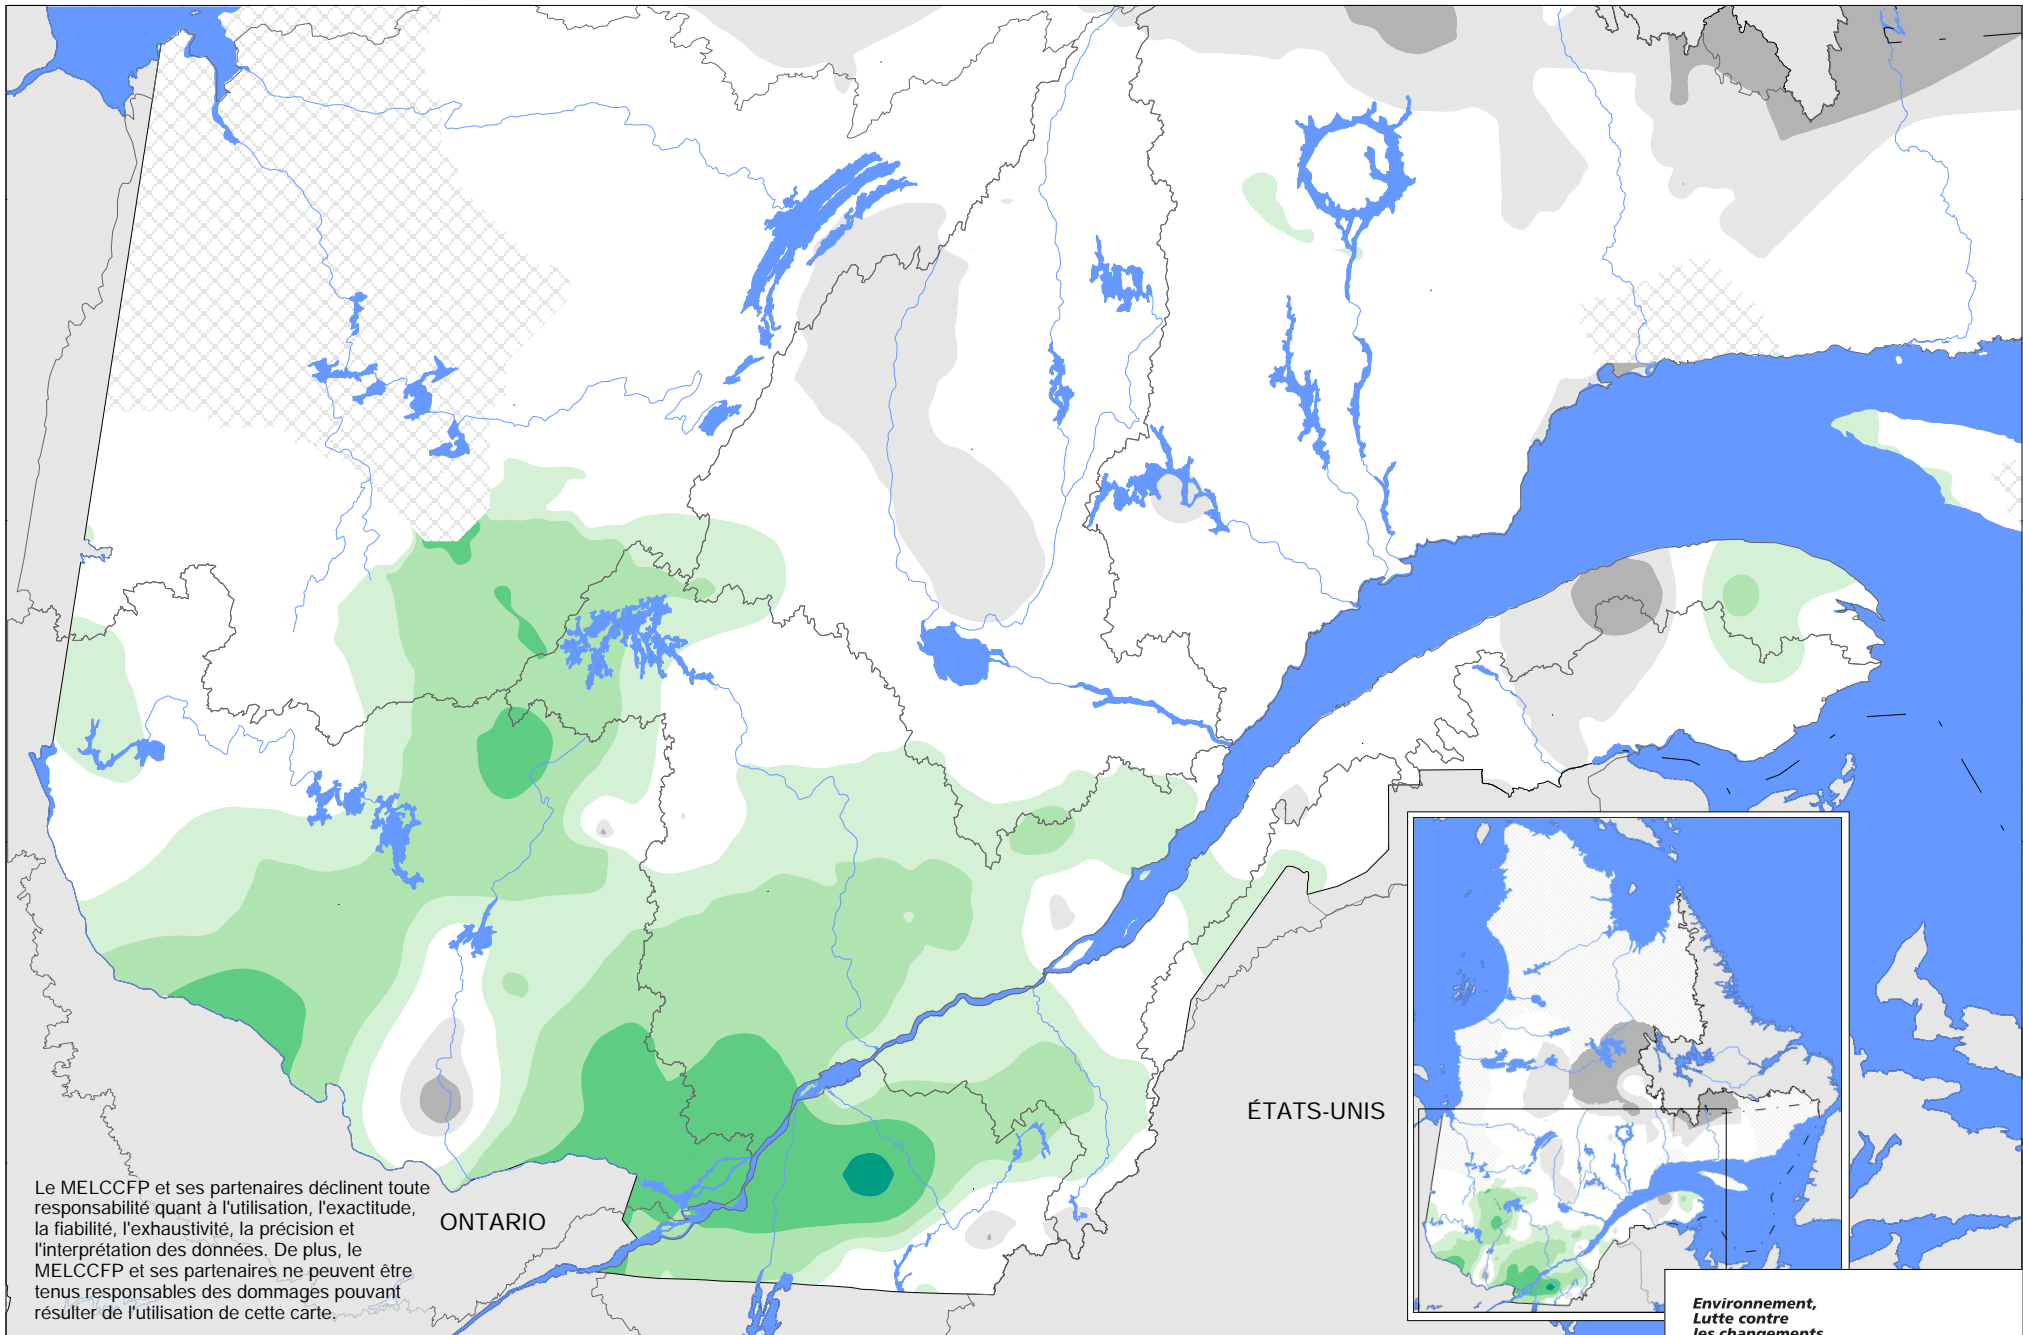 ÉTATS-UNIS
Le MELCCFP et ses partenaires déclinent toute
responsabilité quant à l'utilisation, l'exactitude,
la fiabilité, l'exhaustivité, la précision et
l'interprétation des données. De plus, le
MELCCFP et ses partenaires ne peuvent être
tenus responsables des dommages pouvant
résulter de l'utilisation de cette carte.
ONTARIO
Environnement,
Lutte contre
les changements